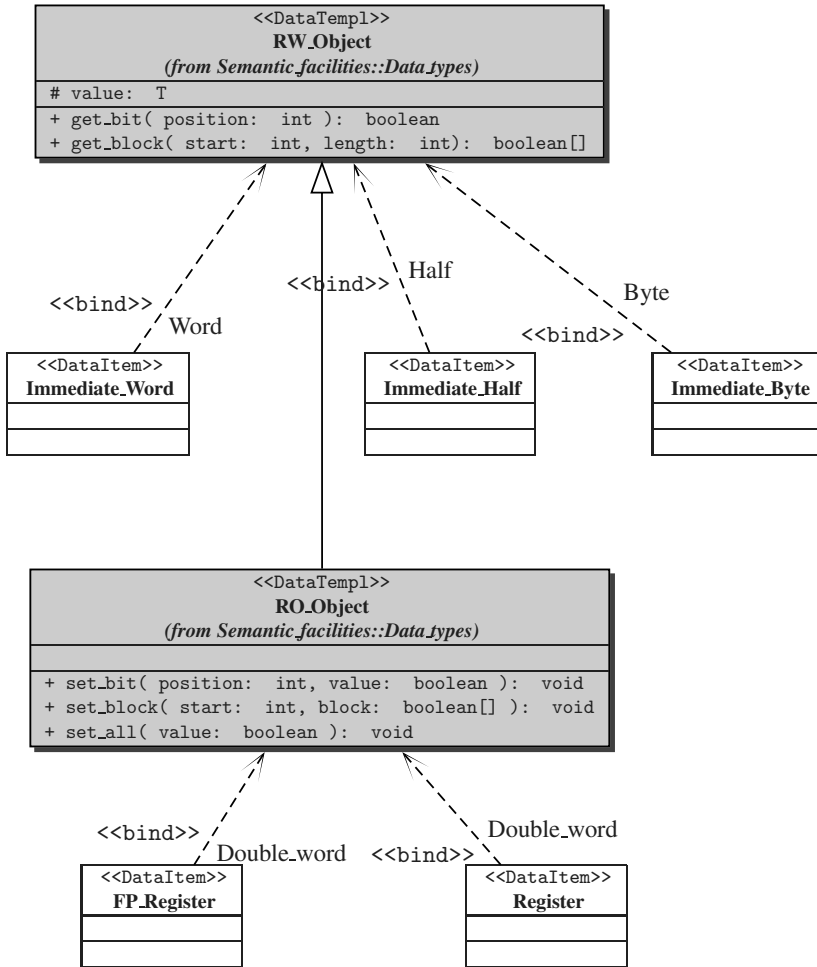 <<DataTempl>>
RW_Object
(from Semantic_facilities::Data_types)
# value: T
+ get_bit( position: int ): boolean
+ get_block( start: int, length: int): boolean[]
<<bind>>
Word
<<bind>>
Half
Byte
<<bind>>
<<DataItem>>
Immediate_Word
<<DataItem>>
Immediate_Half
<<DataItem>>
Immediate_Byte
<<DataTempl>>
RO_Object
(from Semantic_facilities::Data_types)
+ set_bit( position: int, value: boolean ): void
+ set_block( start: int, block: boolean[] ): void
+ set_all( value: boolean ): void
<<bind>>
Double_word
Double_word
<<bind>>
<<DataItem>>
FP_Register
<<DataItem>>
Register